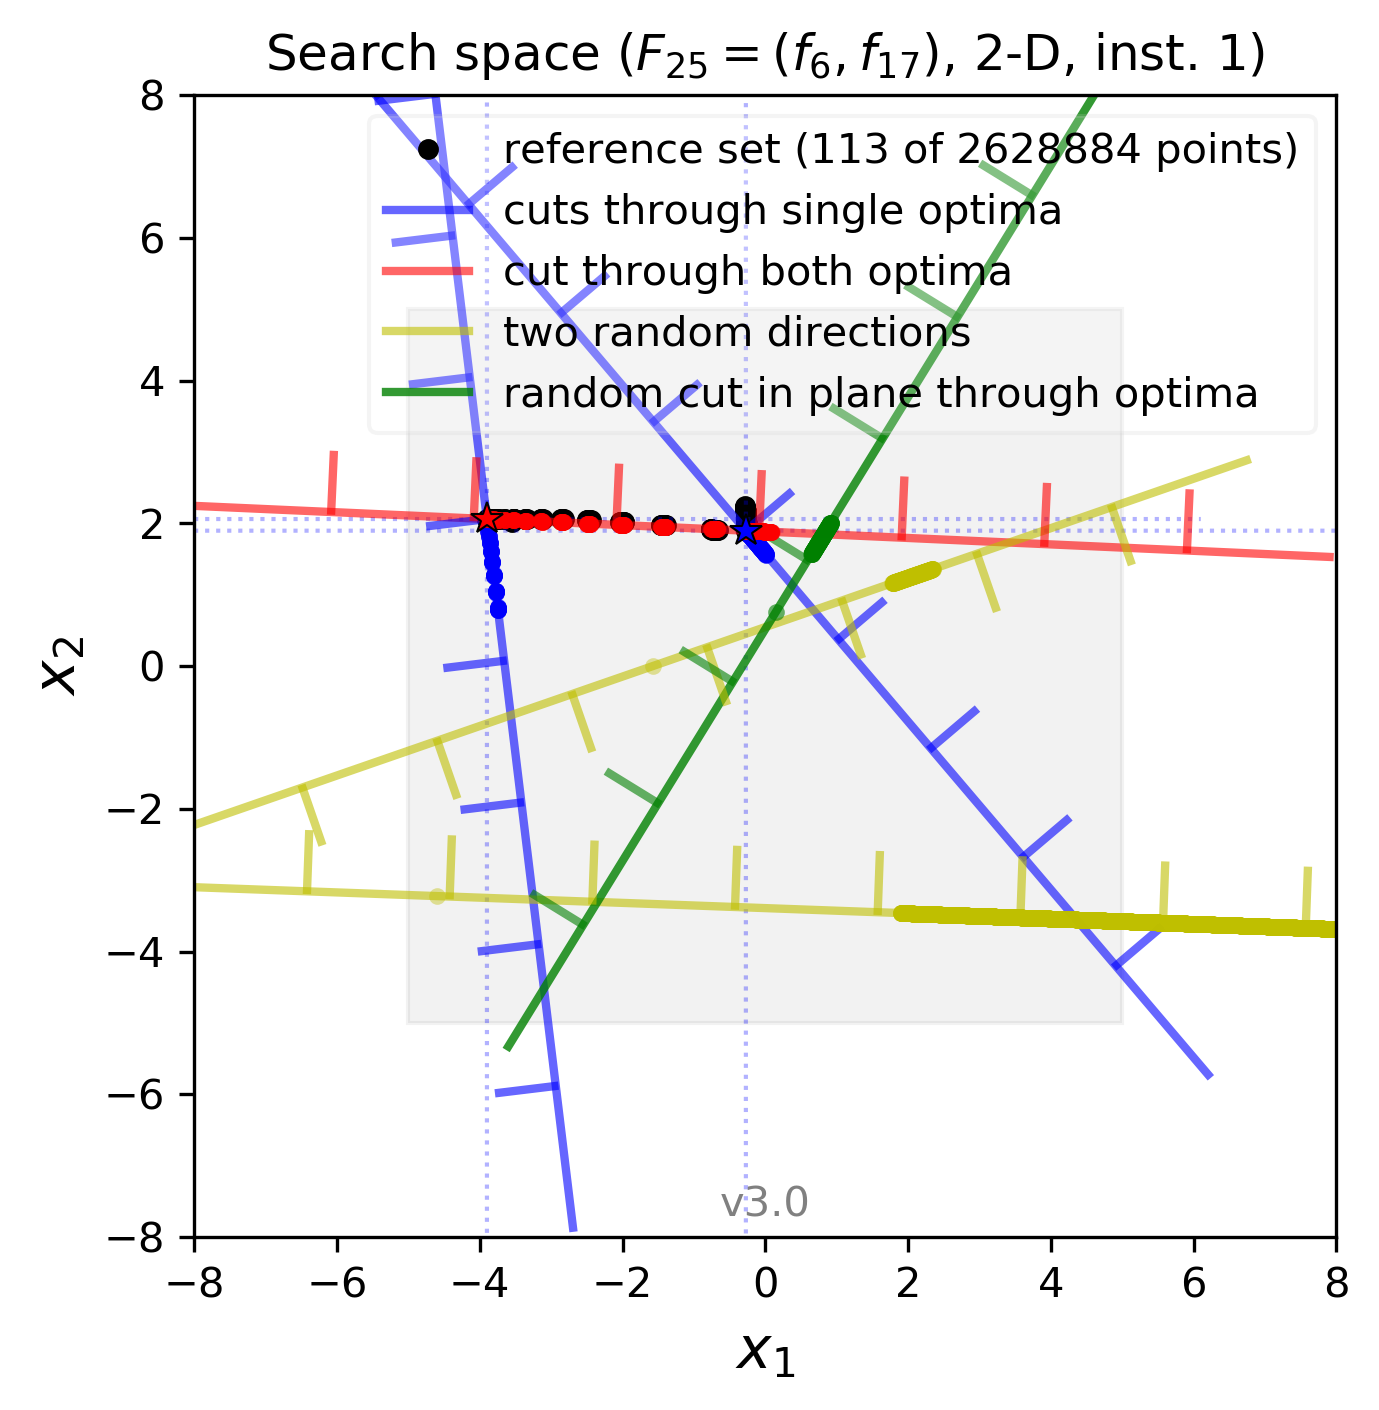 Search space (F₂₅ = (f₆, f₁₇), 2-D, inst. 1)
reference set (113 of 2628884 points)
cuts through single optima
cut through both optima
two random directions
random cut in plane through optima
8
6
4
2
0
−2
−4
−6
−8
x₂
v3.0
−8 −6 −4 −2 0 2 4 6 8
x₁